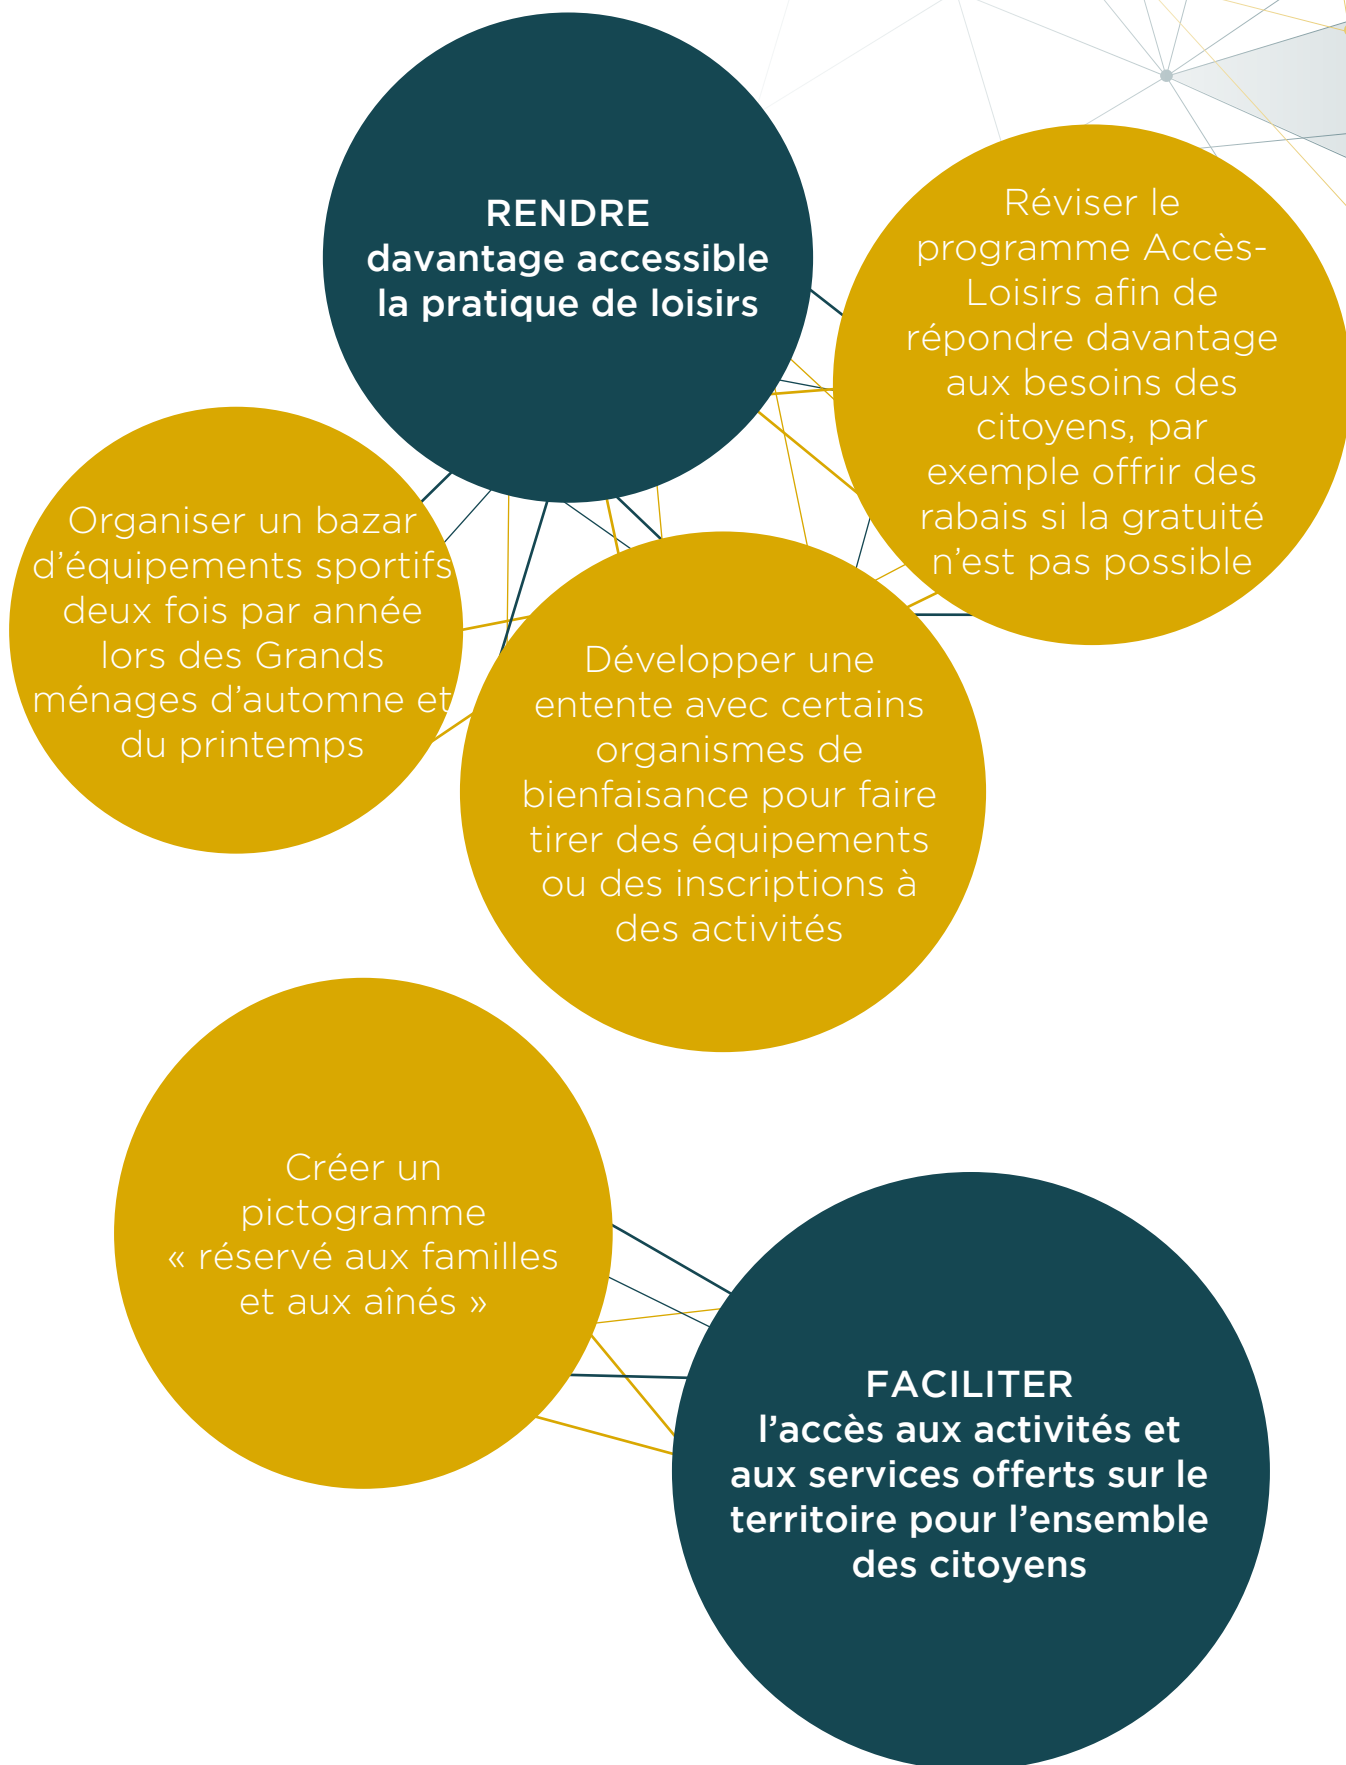 RENDRE
davantage accessible
la pratique de loisirs
Réviser le
programme Accès-
Loisirs afin de
répondre davantage
aux besoins des
citoyens, par
exemple offrir des
rabais si la gratuité
n’est pas possible
Organiser un bazar
d’équipements sportifs
deux fois par année
lors des Grands
ménages d’automne et
du printemps
Développer une
entente avec certains
organismes de
bienfaisance pour faire
tirer des équipements
ou des inscriptions à
des activités
Créer un
pictogramme
« réservé aux familles
et aux aînés »
FACILITER
l’accès aux activités et
aux services offerts sur le
territoire pour l’ensemble
des citoyens